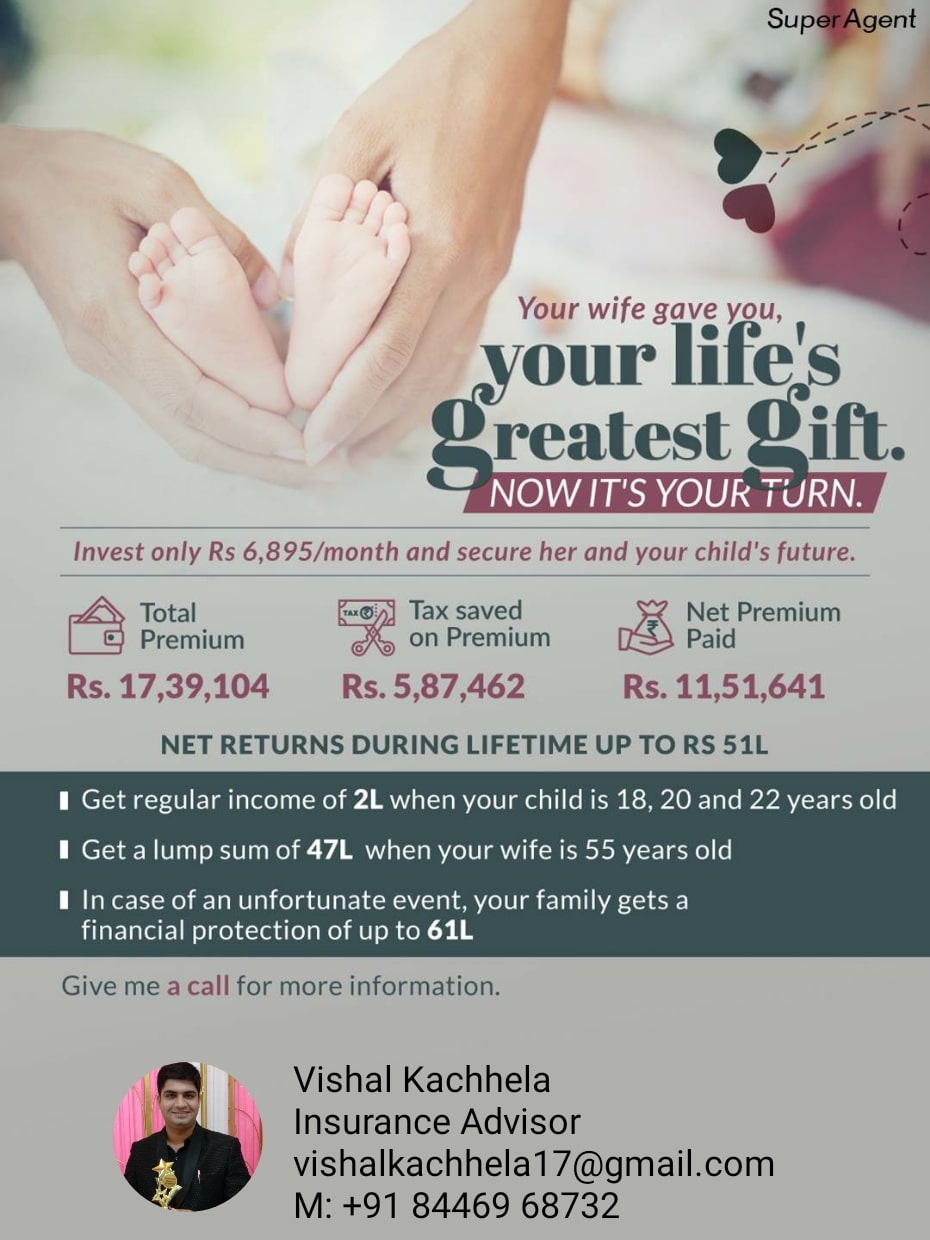 SuperAgent
Your wife gave you,
your life's
greatest gift.
NOW IT'S YOUR TURN.
Invest only Rs 6,895/month and secure her and your child's future.
Total
Premium
Rs. 17,39,104
TAX
Tax saved
on Premium
Rs. 5,87,462
₹
Net Premium
Paid
Rs. 11,51,641
NET RETURNS DURING LIFETIME UP TO RS 51L
Get regular income of 2L when your child is 18, 20 and 22 years old
Get a lump sum of 47L when your wife is 55 years old
In case of an unfortunate event, your family gets a
financial protection of up to 61L
Give me a call for more information.
Vishal Kachhela
Insurance Advisor
vishalkachhela17@gmail.com
M: +91 84469 68732